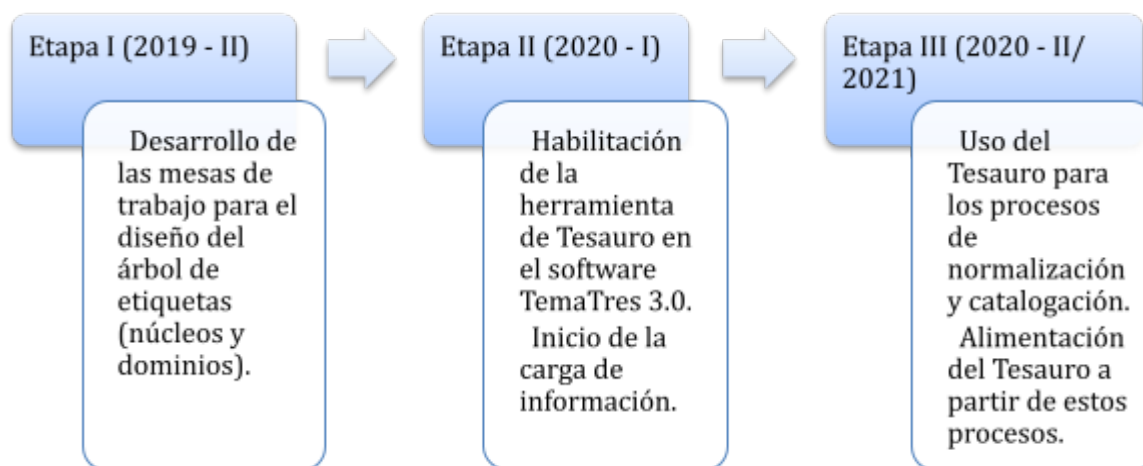 Etapa I (2019 - II)
Desarrollo de
las mesas de
trabajo para el
diseño del
árbol de
etiquetas
(núcleos y
dominios).
Etapa II (2020 - I)
Habilitación
de la
herramienta
de Tesauro en
el software
TemaTres 3.0.
Inicio de la
carga de
información.
Etapa III (2020 - II/
2021)
Uso del
Tesauro para
los procesos
de
normalización
y catalogación.
Alimentación
del Tesauro a
partir de estos
procesos.